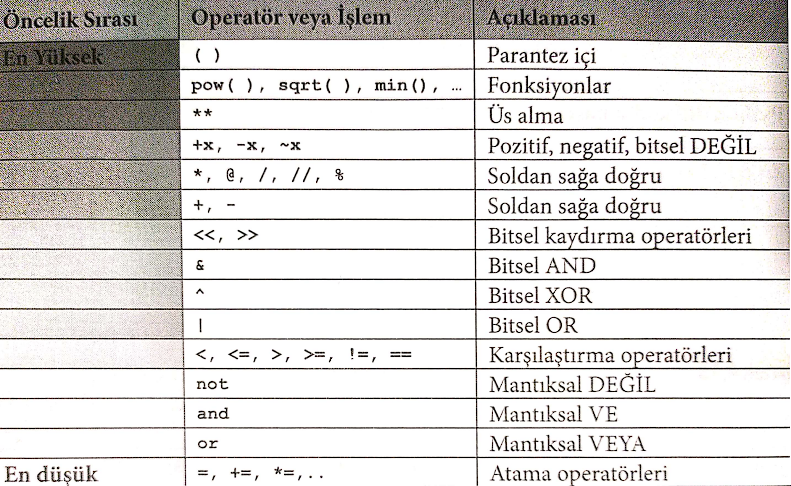 Öncelik Sırası Operatör veya İşlem Açıklaması
En Yüksek ( ) Parantez içi
pow( ), sqrt( ), min(), … Fonksiyonlar
** Üs alma
+x, -x, ~x Pozitif, negatif, bitsel DEĞİL
*, @, /, //, % Soldan sağa doğru
+, - Soldan sağa doğru
<<, >> Bitsel kaydırma operatörleri
& Bitsel AND
^ Bitsel XOR
| Bitsel OR
<, <=, >, >=, !=, == Karşılaştırma operatörleri
not Mantıksal DEĞİL
and Mantıksal VE
or Mantıksal VEYA
En düşük =, +=, *=,.. Atama operatörleri